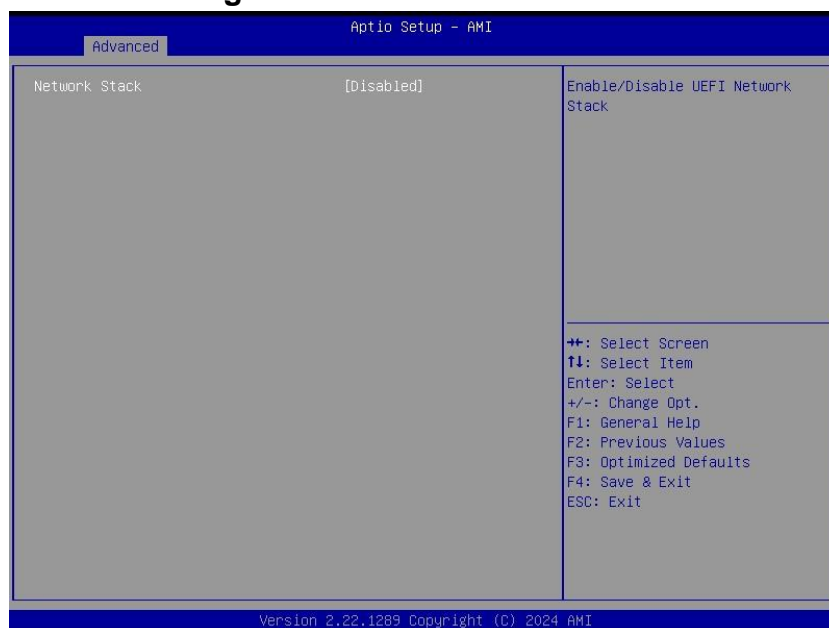 Aptio Setup - AMI
Advanced
Network Stack [Disabled]
Enable/Disable UEFI Network
Stack
→←: Select Screen
↑↓: Select Item
Enter: Select
+/-: Change Opt.
F1: General Help
F2: Previous Values
F3: Optimized Defaults
F4: Save & Exit
ESC: Exit
Version 2.22.1289 Copyright (C) 2024 AMI